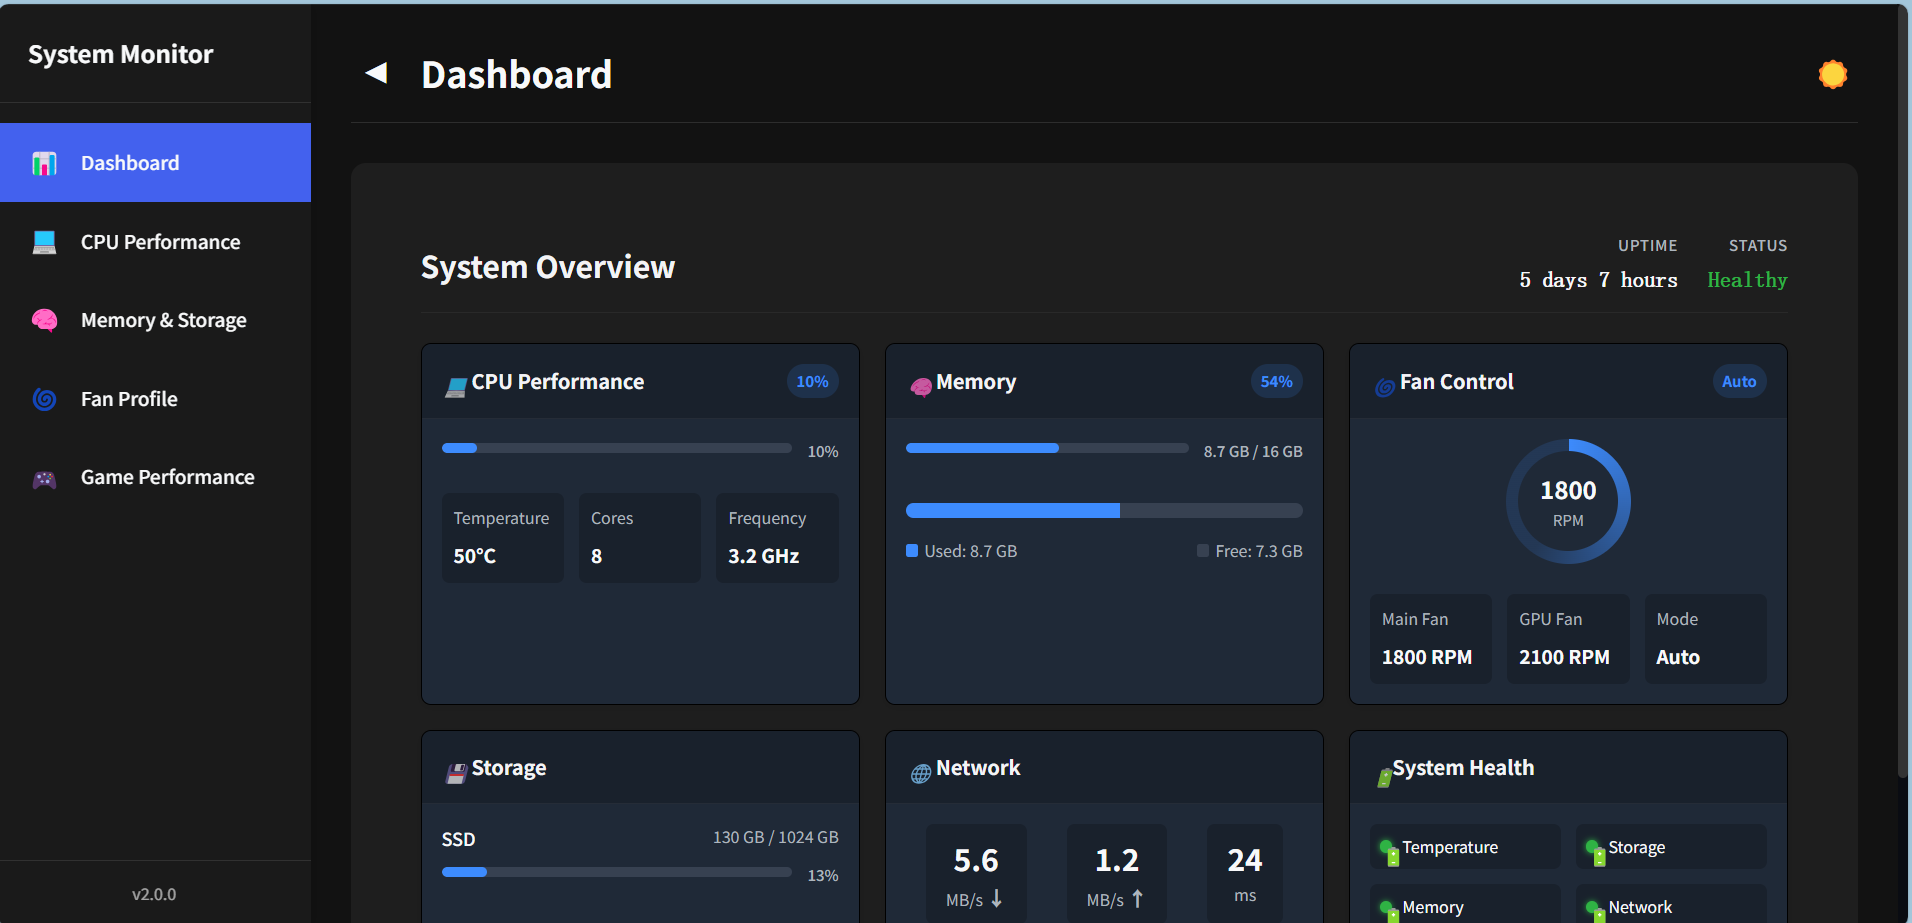 System Monitor
Dashboard
CPU Performance
Memory & Storage
Fan Profile
Game Performance
v2.0.0
Dashboard
System Overview
UPTIME
5 days 7 hours
STATUS
Healthy
CPU Performance
10%
10%
Temperature
50°C
Cores
8
Frequency
3.2 GHz
Memory
54%
8.7 GB / 16 GB
Used: 8.7 GB
Free: 7.3 GB
Fan Control
Auto
1800
RPM
Main Fan
1800 RPM
GPU Fan
2100 RPM
Mode
Auto
Storage
SSD
130 GB / 1024 GB
13%
Network
5.6
MB/s ↓
1.2
MB/s ↑
24
ms
System Health
Temperature
Storage
Memory
Network